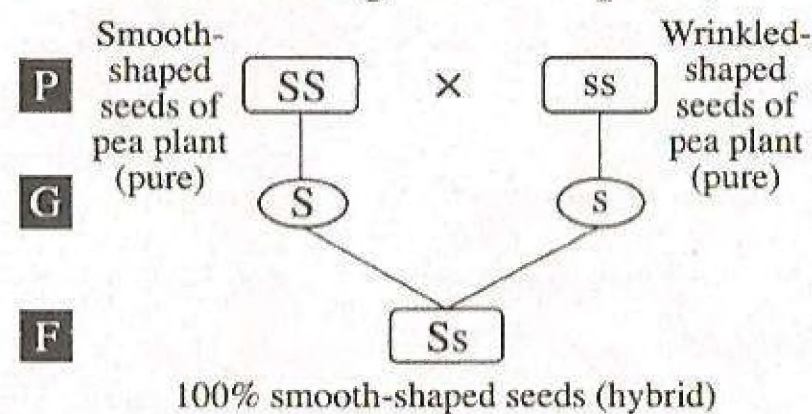 P
Smooth-
shaped
seeds of
pea plant
(pure)
SS
×
ss
Wrinkled-
shaped
seeds of
pea plant
(pure)
G
S
s
F
Ss
100% smooth-shaped seeds (hybrid)